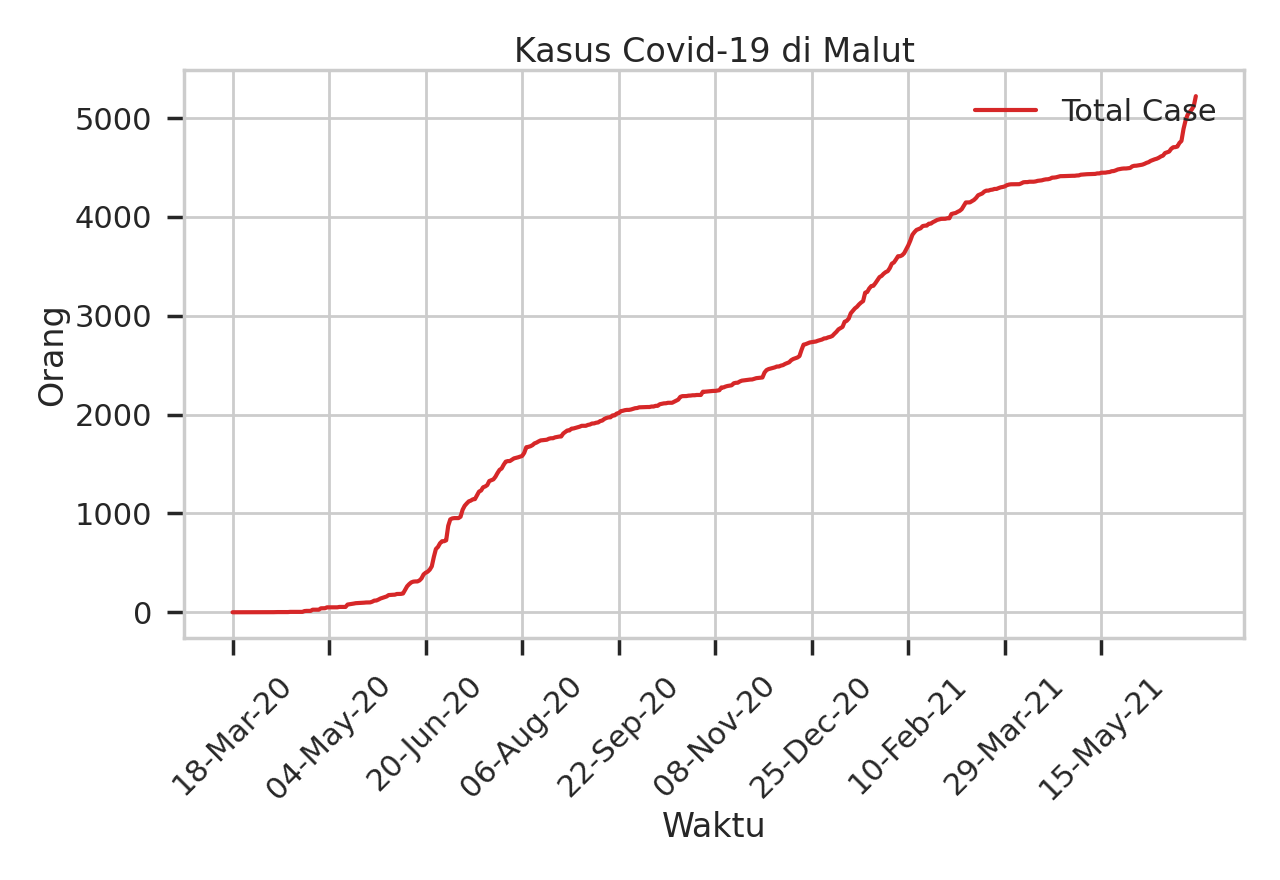 Kasus Covid-19 di Malut
Total Case
Orang
5000
4000
3000
2000
1000
0
18-Mar-20
04-May-20
20-Jun-20
06-Aug-20
22-Sep-20
08-Nov-20
25-Dec-20
10-Feb-21
29-Mar-21
15-May-21
Waktu